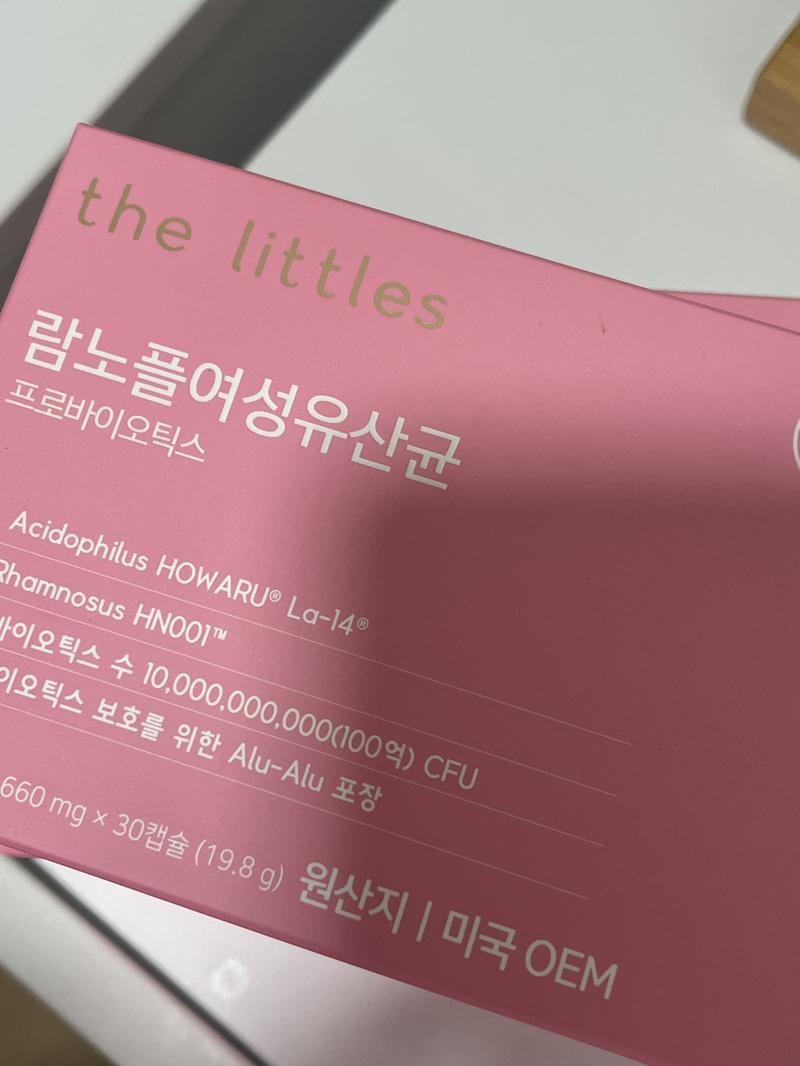 the littles
람노플여성유산균
프로바이오틱스
Acidophilus HOWARU® La-14®
Rhamnosus HN001™
바이오틱스 수 10,000,000,000(100억) CFU
이오틱스 보호를 위한 Alu-Alu 포장
660 mg × 30캡슐 (19.8 g) 원산지 | 미국 OEM